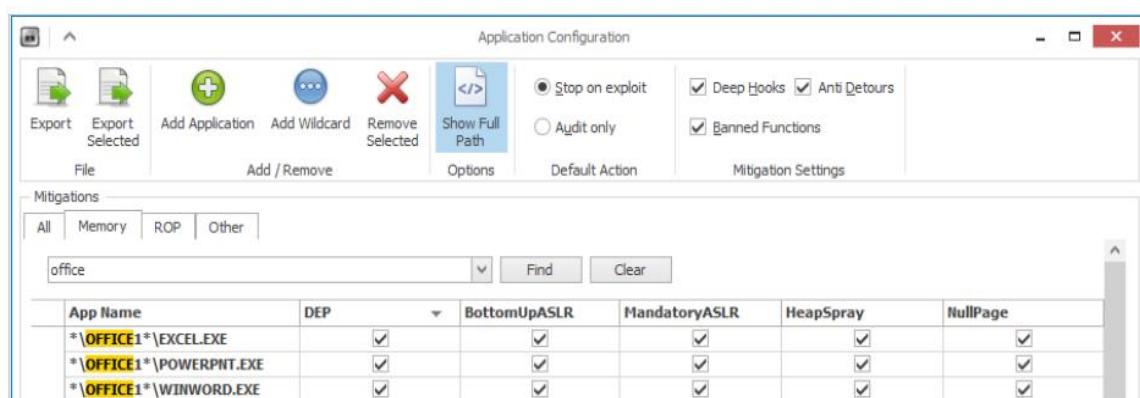 Application Configuration
Export
Export Selected
Add Application
Add Wildcard
Remove Selected
Show Full Path
</>
Stop on exploit
Audit only
Deep Hooks
Anti Detours
Banned Functions
File
Add / Remove
Options
Default Action
Mitigation Settings
Mitigations
All
Memory
ROP
Other
office
Find
Clear
App Name DEP BottomUpASLR MandatoryASLR HeapSpray NullPage
*\OFFICE1*\EXCEL.EXE
*\OFFICE1*\POWERPNT.EXE
*\OFFICE1*\WINWORD.EXE